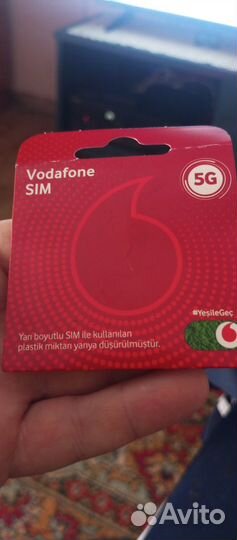 Vodafone
SIM
5G
#YeşileGeç
Yarı boyutlu SIM ile kullanılan
plastik miktarı yarıya düşürülmüştür.
Avito